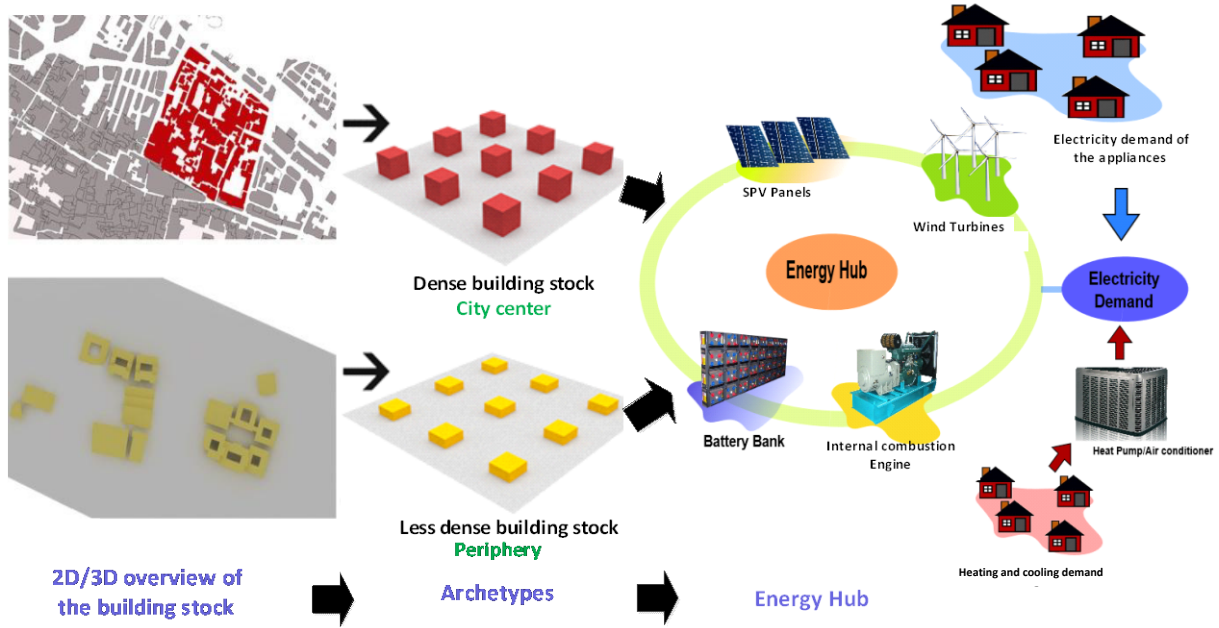 Electricity demand of
the appliances
SPV Panels
Wind Turbines
Energy Hub
Electricity
Demand
Dense building stock
City center
Battery Bank
Internal combustion
Engine
Heat Pump/Air conditioner
Less dense building stock
Periphery
Heating and cooling demand
2D/3D overview of
the building stock
Archetypes
Energy Hub